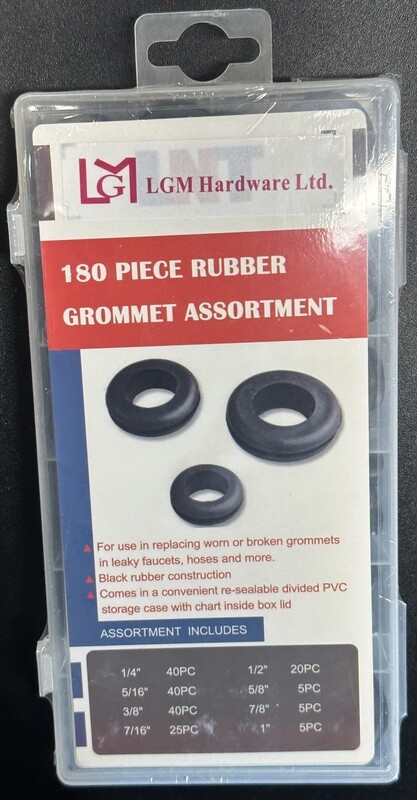 LGM LGM Hardware Ltd.
180 PIECE RUBBER
GROMMET ASSORTMENT
▲ For use in replacing worn or broken grommets
in leaky faucets, hoses and more.
▲ Black rubber construction
▲ Comes in a convenient re-sealable divided PVC
storage case with chart inside box lid
ASSORTMENT INCLUDES
1/4" 40PC 1/2" 20PC
5/16" 40PC 5/8" 5PC
3/8" 40PC 7/8" 5PC
7/16" 25PC 1" 5PC